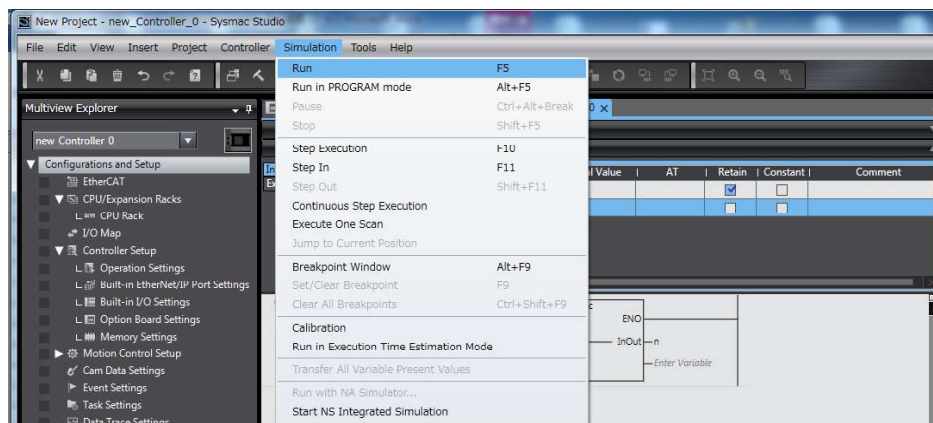 New Project - new_Controller_0 - Sysmac Studio
File Edit View Insert Project Controller Simulation Tools Help
Run F5
Run in PROGRAM mode Alt+F5
Pause Ctrl+Alt+Break
Stop Shift+F5
Step Execution F10
Step In F11
Step Out Shift+F11
Continuous Step Execution
Execute One Scan
Jump to Current Position
Breakpoint Window Alt+F9
Set/Clear Breakpoint F9
Clear All Breakpoints Ctrl+Shift+F9
Calibration
Run in Execution Time Estimation Mode
Transfer All Variable Present Values
Run with NA Simulator...
Start NS Integrated Simulation
Multiview Explorer
new Controller 0
Configurations and Setup
EtherCAT
CPU/Expansion Racks
CPU Rack
I/O Map
Controller Setup
Operation Settings
Built-in EtherNet/IP Port Settings
Built-in I/O Settings
Option Board Settings
Memory Settings
Motion Control Setup
Cam Data Settings
Event Settings
Task Settings
Data Trace Settings
Value | AT | Retain | Constant | Comment
ENO
InOut n
Enter Variable